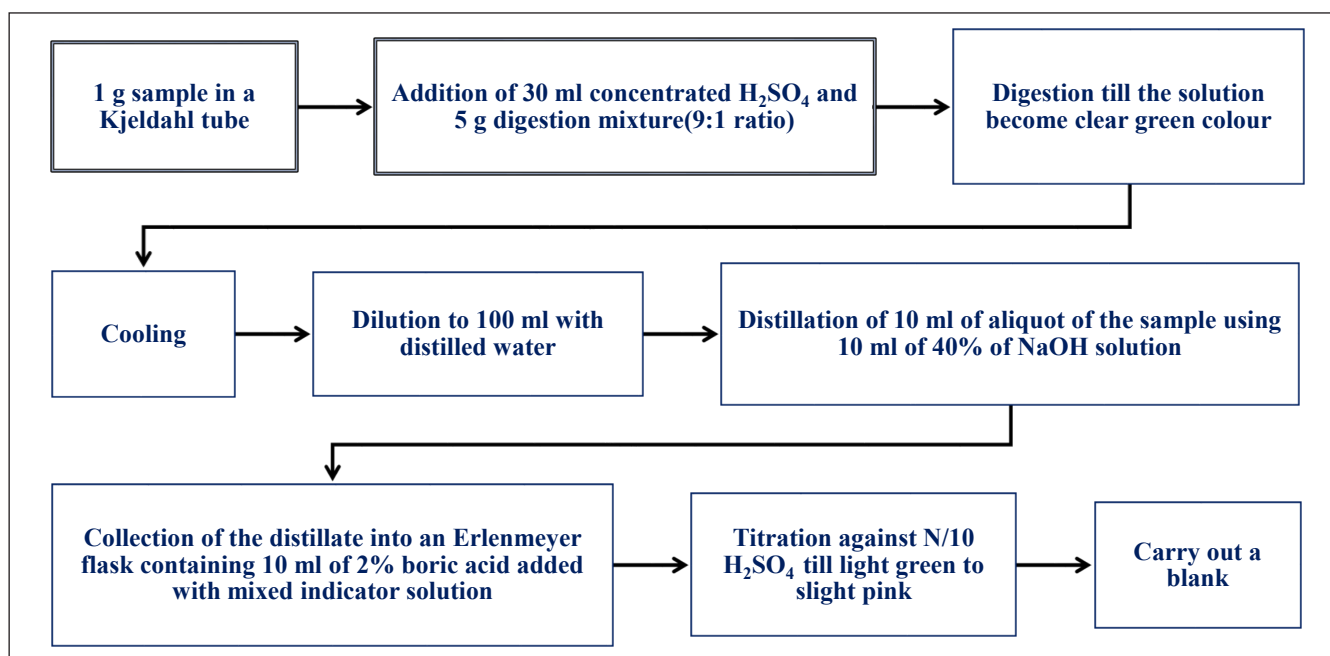 1 g sample in a
Kjeldahl tube
Addition of 30 ml concentrated H₂SO₄ and
5 g digestion mixture(9:1 ratio)
Digestion till the solution
become clear green colour
Cooling
Dilution to 100 ml with
distilled water
Distillation of 10 ml of aliquot of the sample using
10 ml of 40% of NaOH solution
Collection of the distillate into an Erlenmeyer
flask containing 10 ml of 2% boric acid added
with mixed indicator solution
Titration against N/10
H₂SO₄ till light green to
slight pink
Carry out a
blank